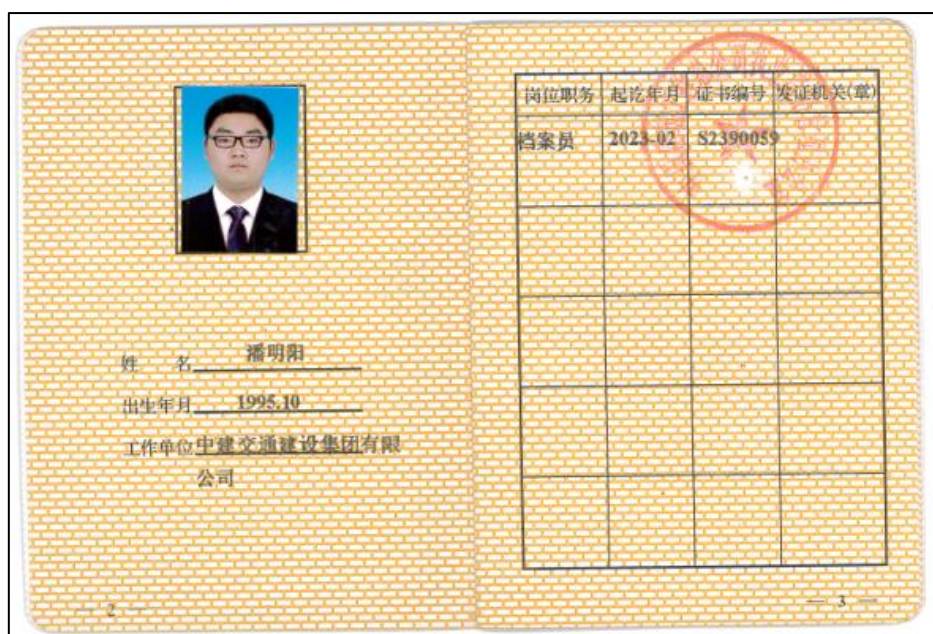 姓 名 潘明阳
出生年月 1995.10
工作单位 中建交通建设集团有限
公司
— 2 —
岗位职务 起讫年月 证书编号 发证机关(章)
档案员 2023-02 S2390059
— 3 —